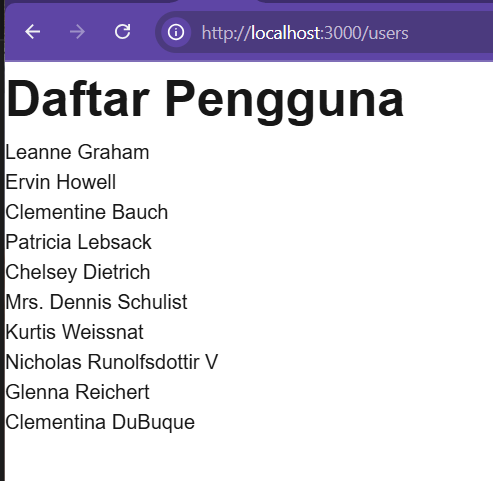 http://localhost:3000/users
Daftar Pengguna
Leanne Graham
Ervin Howell
Clementine Bauch
Patricia Lebsack
Chelsey Dietrich
Mrs. Dennis Schulist
Kurtis Weissnat
Nicholas Runolfsdottir V
Glenna Reichert
Clementina DuBuque